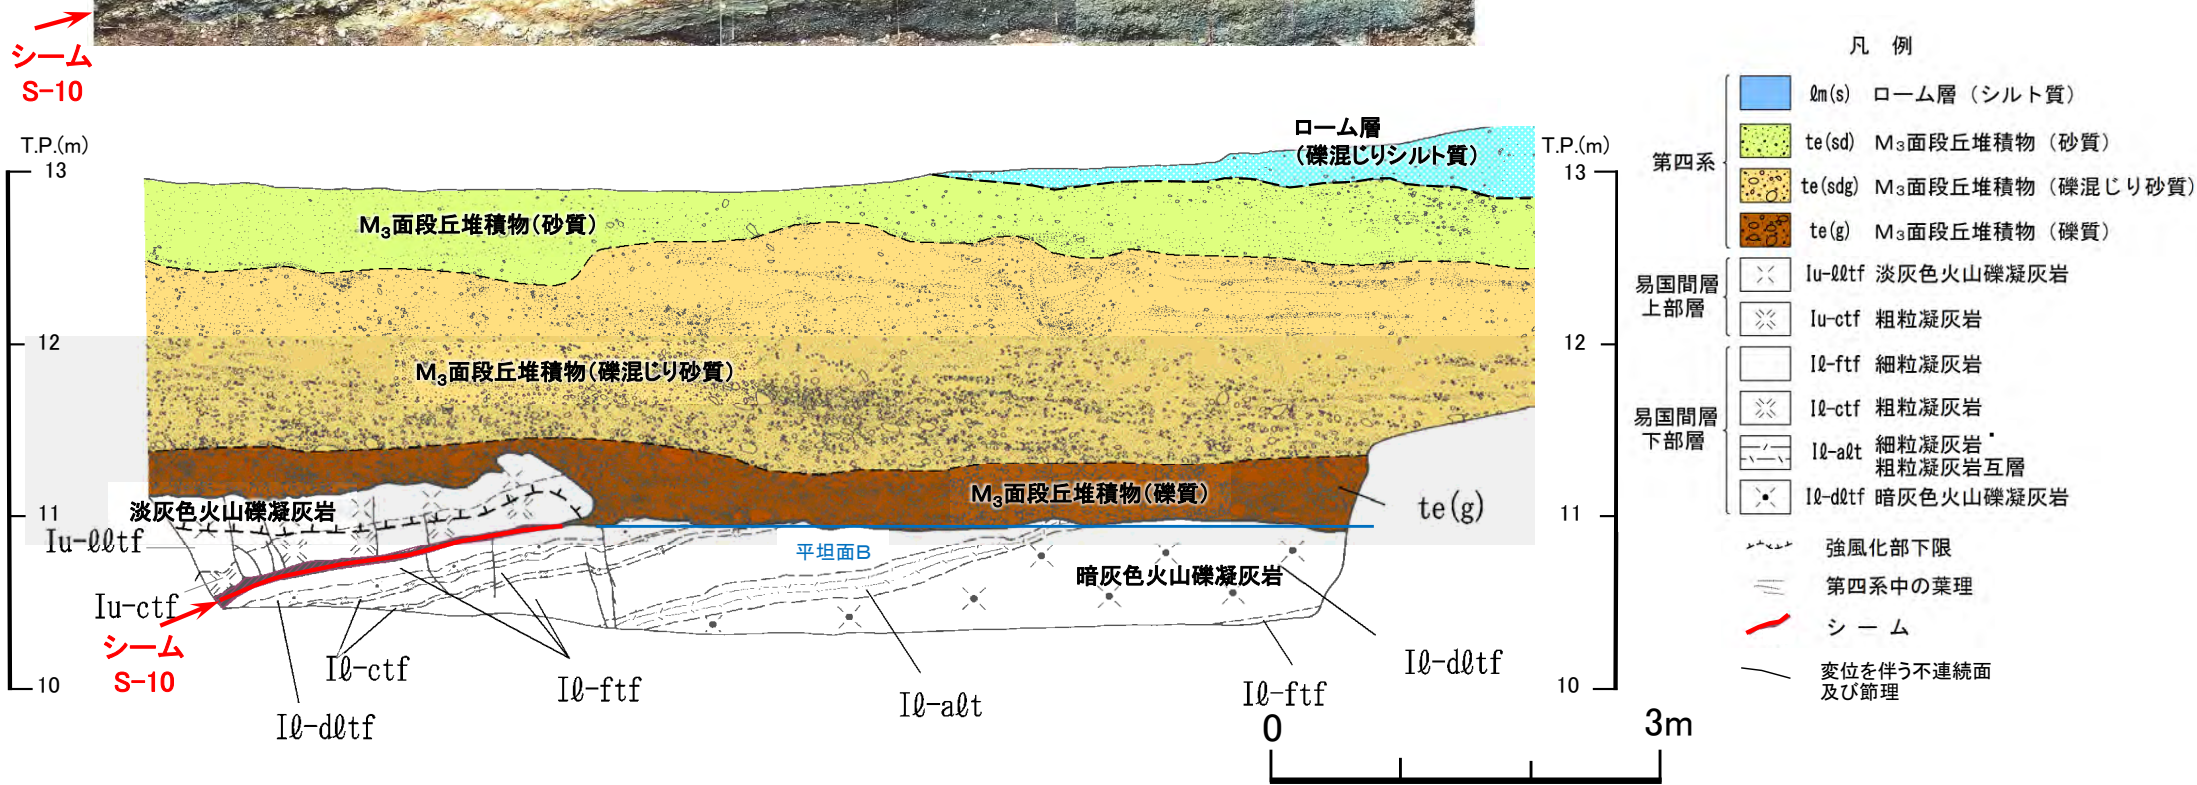 シーム
S-10
T.P.(m)
13
12
11
10
ローム層
(礫混じりシルト質)
M₃面段丘堆積物(砂質)
M₃面段丘堆積物(礫混じり砂質)
M₃面段丘堆積物(礫質)
te(g)
淡灰色火山礫凝灰岩
平坦面B
暗灰色火山礫凝灰岩
Iu-ℓℓtf
Iu-ctf
シーム
S-10
Iℓ-dℓtf
Iℓ-ctf
Iℓ-ftf
Iℓ-aℓt
Iℓ-ftf
Iℓ-dℓtf
T.P.(m)
13
12
11
10
0
3m
凡 例
第四系
ℓm(s) ローム層 (シルト質)
te(sd) M₃面段丘堆積物 (砂質)
te(sdg) M₃面段丘堆積物 (礫混じり砂質)
te(g) M₃面段丘堆積物 (礫質)
易国間層
上部層
Iu-ℓℓtf 淡灰色火山礫凝灰岩
Iu-ctf 粗粒凝灰岩
易国間層
下部層
Iℓ-ftf 細粒凝灰岩
Iℓ-ctf 粗粒凝灰岩
Iℓ-aℓt 細粒凝灰岩・
粗粒凝灰岩互層
Iℓ-dℓtf 暗灰色火山礫凝灰岩
強風化部下限
第四系中の葉理
シーム
変位を伴う不連続面
及び節理